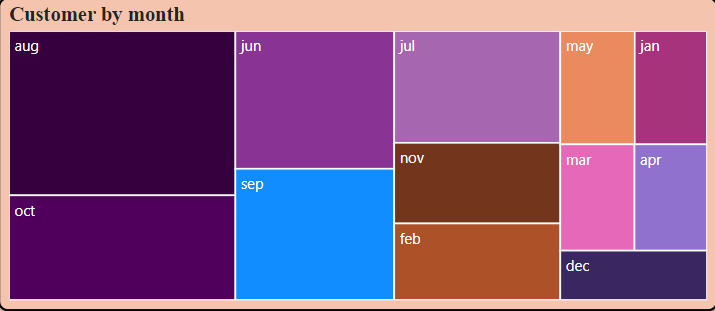 Customer by month
aug
jun
jul
may
jan
nov
mar
apr
sep
oct
feb
dec